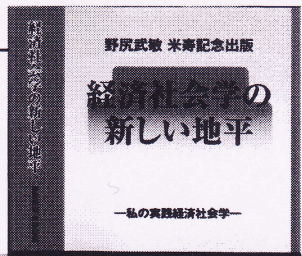 経済社会学の新しい地平
野尻武敏 米寿記念出版
経済社会学の
新しい地平
―私の実践経済社会学―